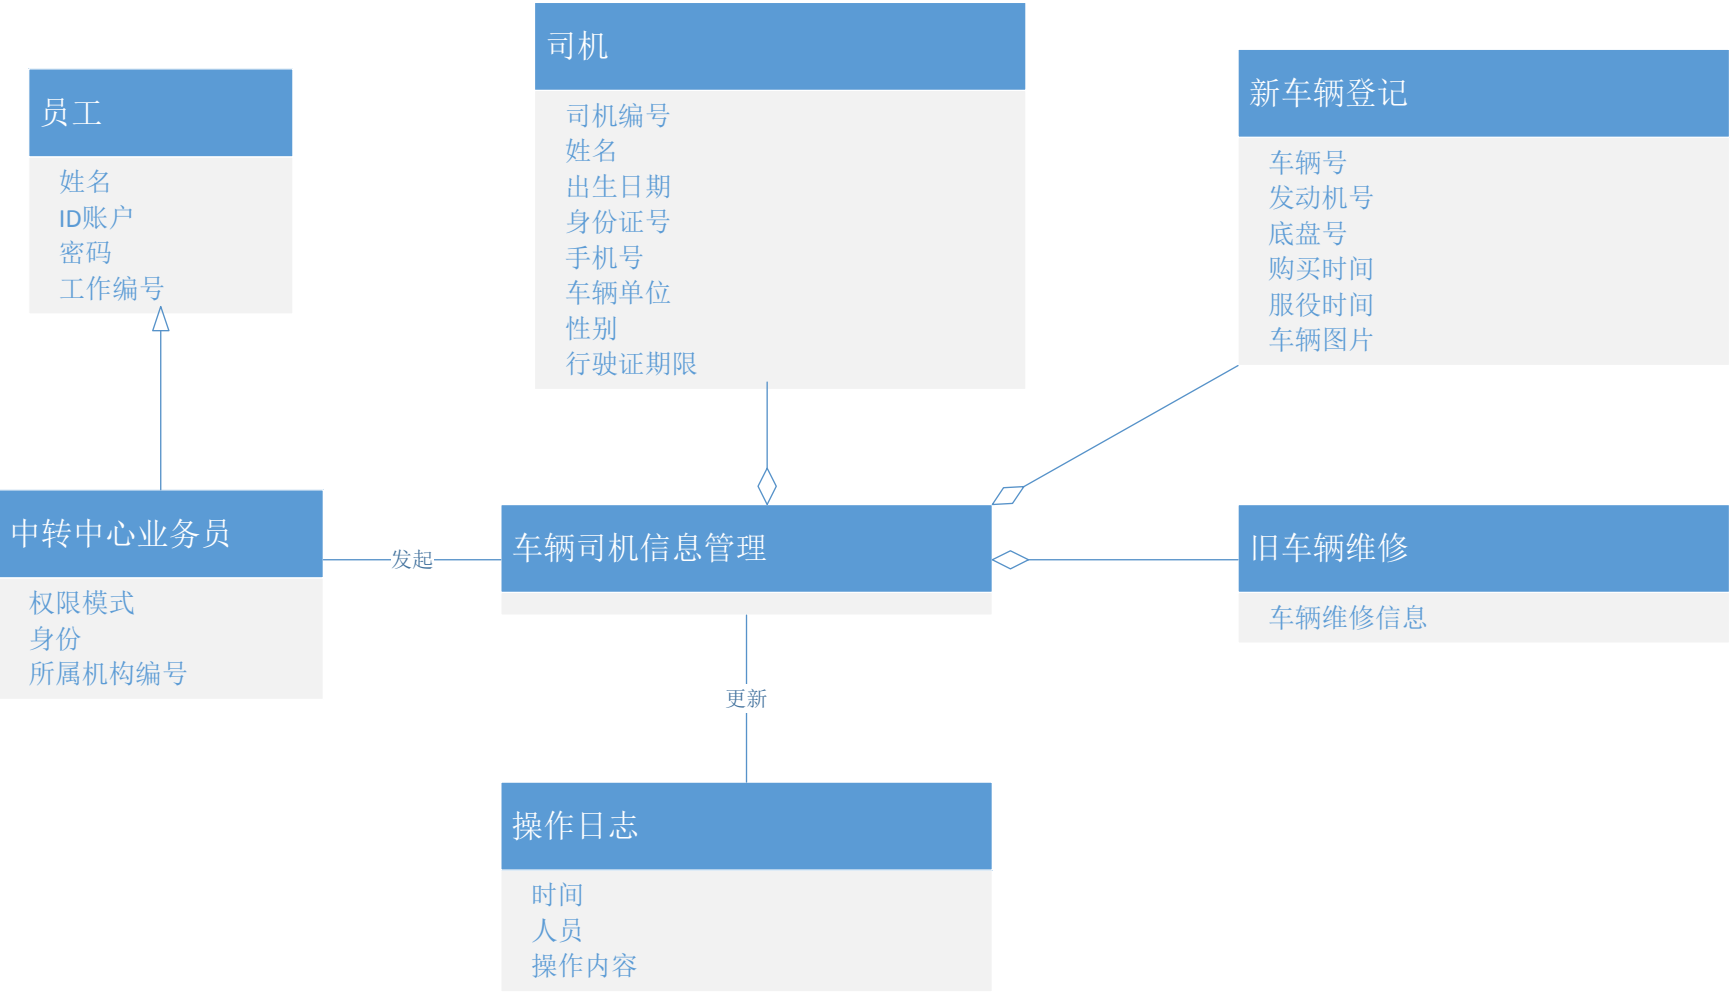 员工
姓名
ID账户
密码
工作编号
司机
司机编号
姓名
出生日期
身份证号
手机号
车辆单位
性别
行驶证期限
新车辆登记
车辆号
发动机号
底盘号
购买时间
服役时间
车辆图片
中转中心业务员
权限模式
身份
所属机构编号
发起
车辆司机信息管理
旧车辆维修
车辆维修信息
更新
操作日志
时间
人员
操作内容